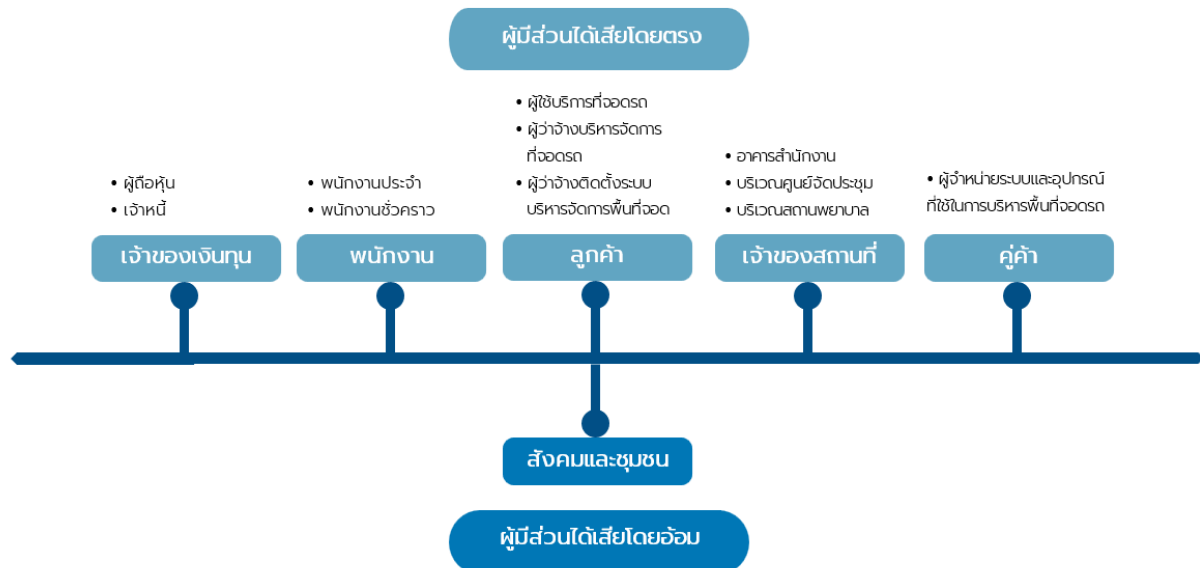 ผู้มีส่วนได้เสียโดยตรง
• ผู้ถือหุ้น
• เจ้าหนี้
เจ้าของเงินทุน
• พนักงานประจำ
• พนักงานชั่วคราว
พนักงาน
• ผู้ใช้บริการที่จอดรถ
• ผู้ว่าจ้างบริหารจัดการ
ที่จอดรถ
• ผู้ว่าจ้างติดตั้งระบบ
บริหารจัดการพื้นที่จอด
ลูกค้า
• อาคารสำนักงาน
• บริเวณศูนย์จัดประชุม
• บริเวณสถานพยาบาล
เจ้าของสถานที่
• ผู้จำหน่ายระบบและอุปกรณ์
ที่ใช้ในการบริหารพื้นที่จอดรถ
คู่ค้า
สังคมและชุมชน
ผู้มีส่วนได้เสียโดยอ้อม